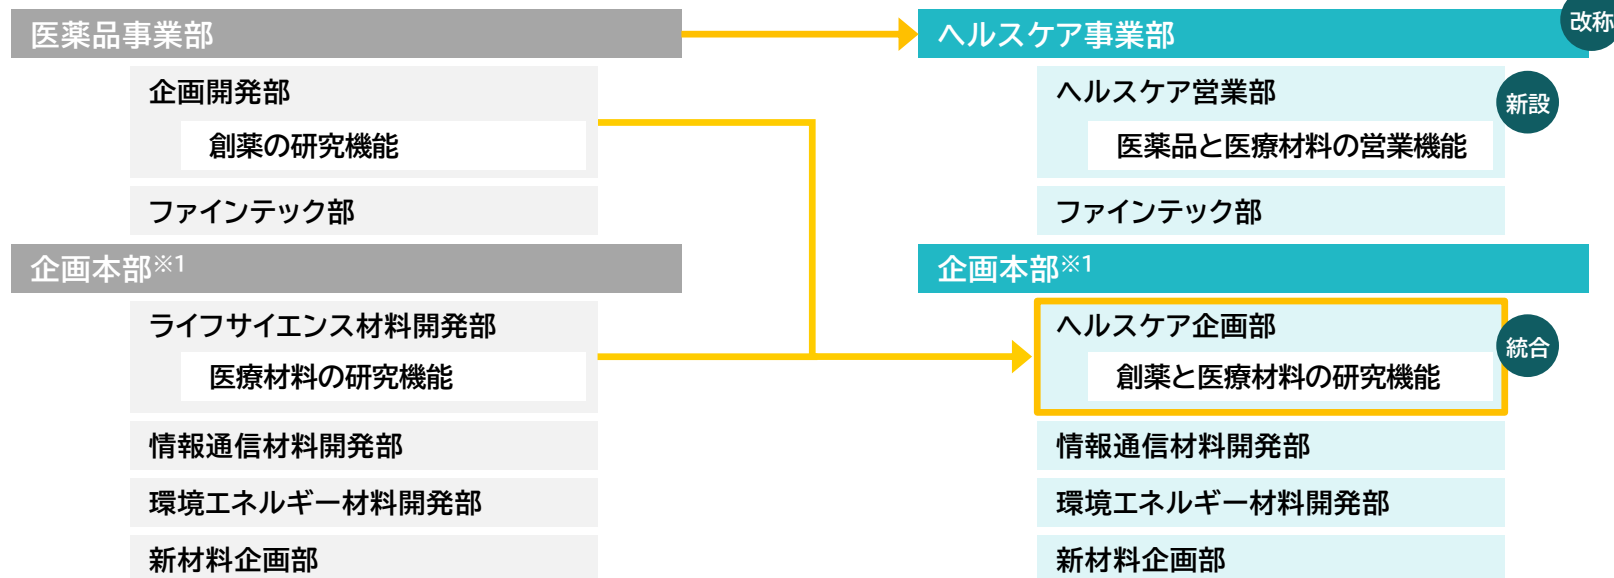 医薬品事業部
企画開発部
創薬の研究機能
ファインテック部
企画本部※1
ライフサイエンス材料開発部
医療材料の研究機能
情報通信材料開発部
環境エネルギー材料開発部
新材料企画部
ヘルスケア事業部
改称
ヘルスケア営業部
新設
医薬品と医療材料の営業機能
ファインテック部
企画本部※1
ヘルスケア企画部
統合
創薬と医療材料の研究機能
情報通信材料開発部
環境エネルギー材料開発部
新材料企画部